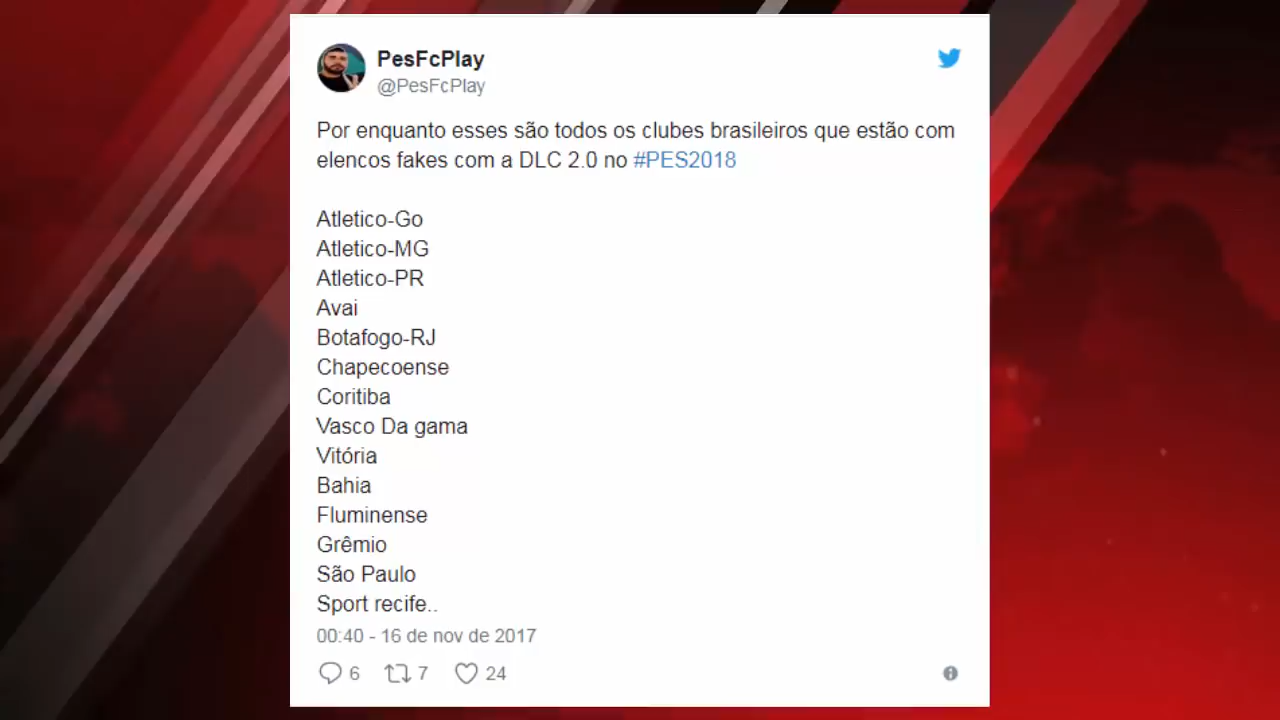 PesFcPlay
@PesFcPlay
Por enquanto esses são todos os clubes brasileiros que estão com
elencos fakes com a DLC 2.0 no #PES2018
Atletico-Go
Atletico-MG
Atletico-PR
Avai
Botafogo-RJ
Chapecoense
Coritiba
Vasco Da gama
Vitória
Bahia
Fluminense
Grêmio
São Paulo
Sport recife..
00:40 - 16 de nov de 2017
6 7 24